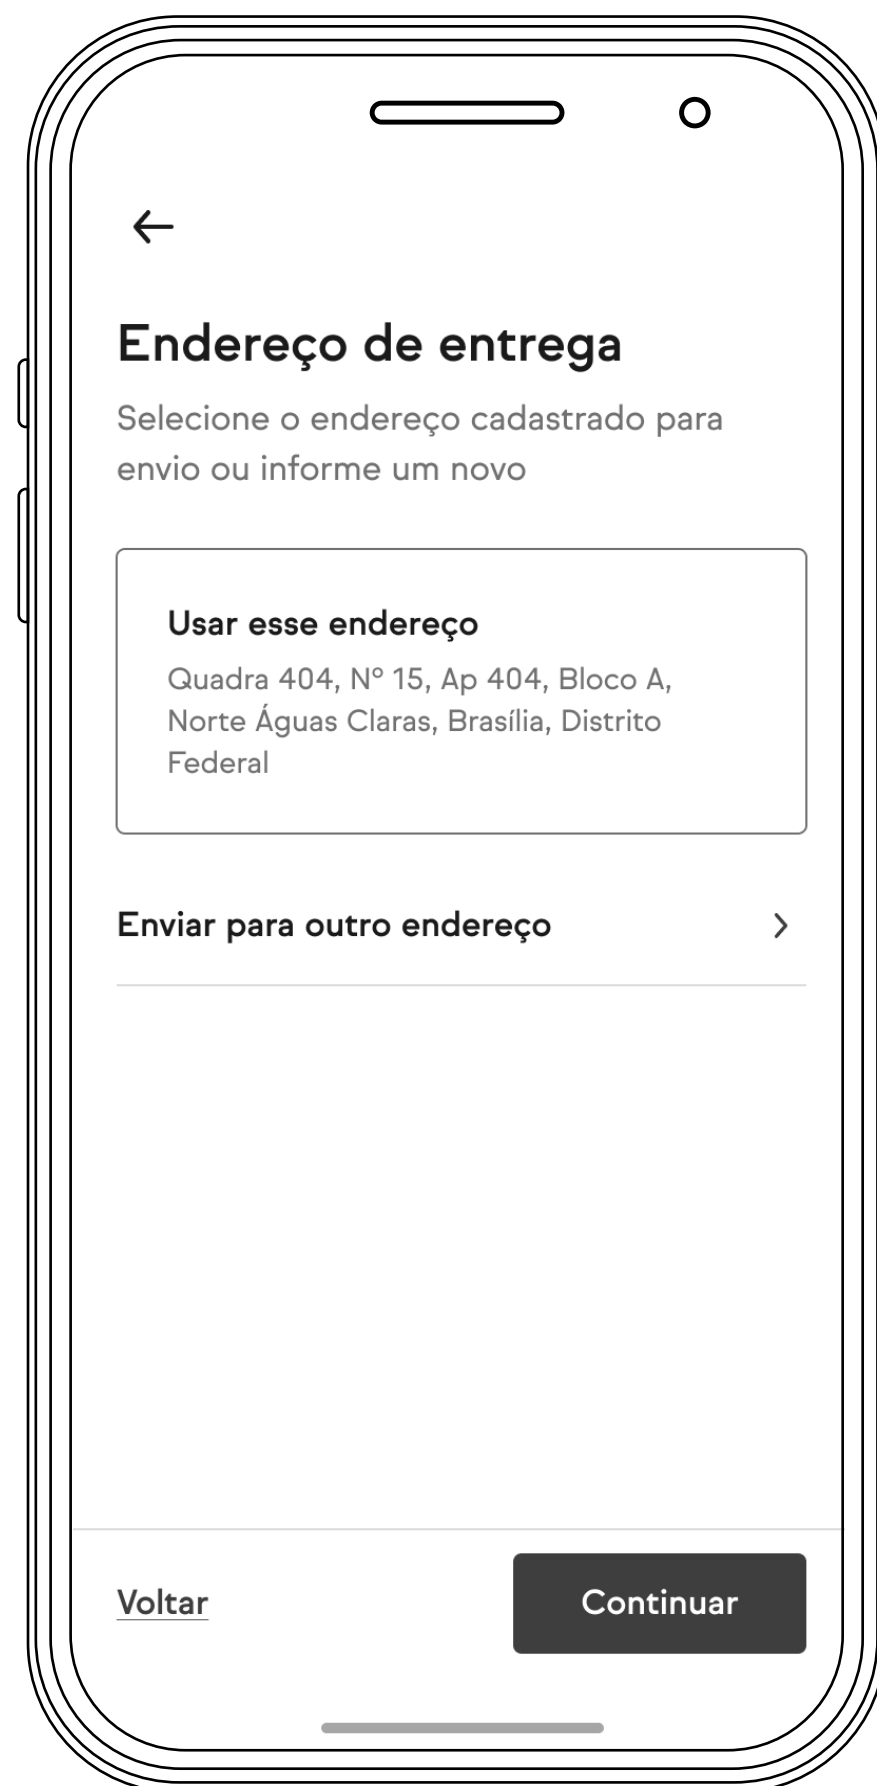 Endereço de entrega
Selecione o endereço cadastrado para
envio ou informe um novo
Usar esse endereço
Quadra 404, Nº 15, Ap 404, Bloco A,
Norte Águas Claras, Brasília, Distrito
Federal
Enviar para outro endereço
Voltar
Continuar